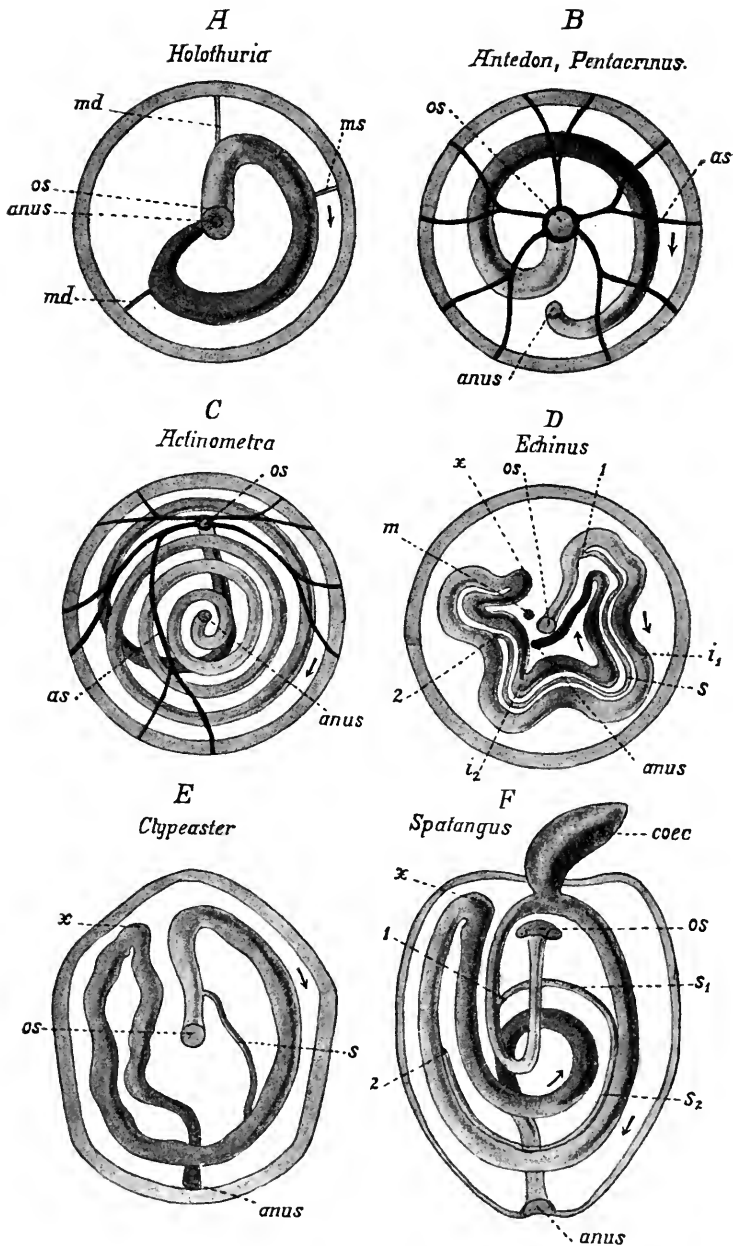 A
Holothuria
md
ms
os
anus
md
B
Antedon, Pentacrinus.
os
as
anus
C
Actinometra
os
as
anus
D
Echinus
x
os
1
m
i1
s
2
i2
anus
E
Clypeaster
x
os
s
anus
F
Spatangus
coec
x
os
1
s1
2
s2
anus